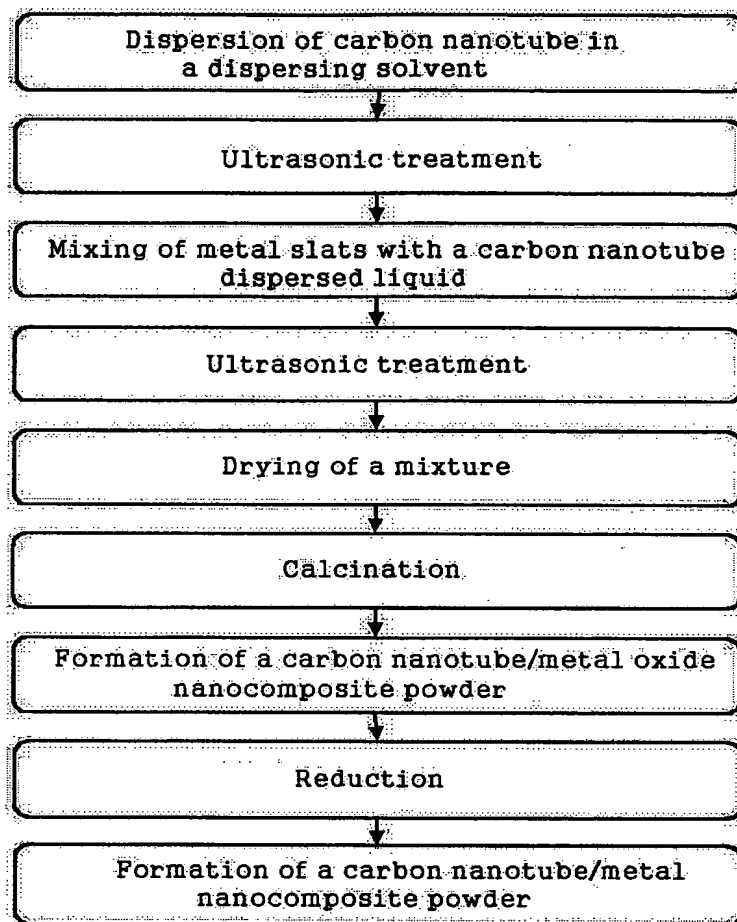 Dispersion of carbon nanotube in
a dispersing solvent
Ultrasonic treatment
Mixing of metal slats with a carbon nanotube
dispersed liquid
Ultrasonic treatment
Drying of a mixture
Calcination
Formation of a carbon nanotube/metal oxide
nanocomposite powder
Reduction
Formation of a carbon nanotube/metal
nanocomposite powder